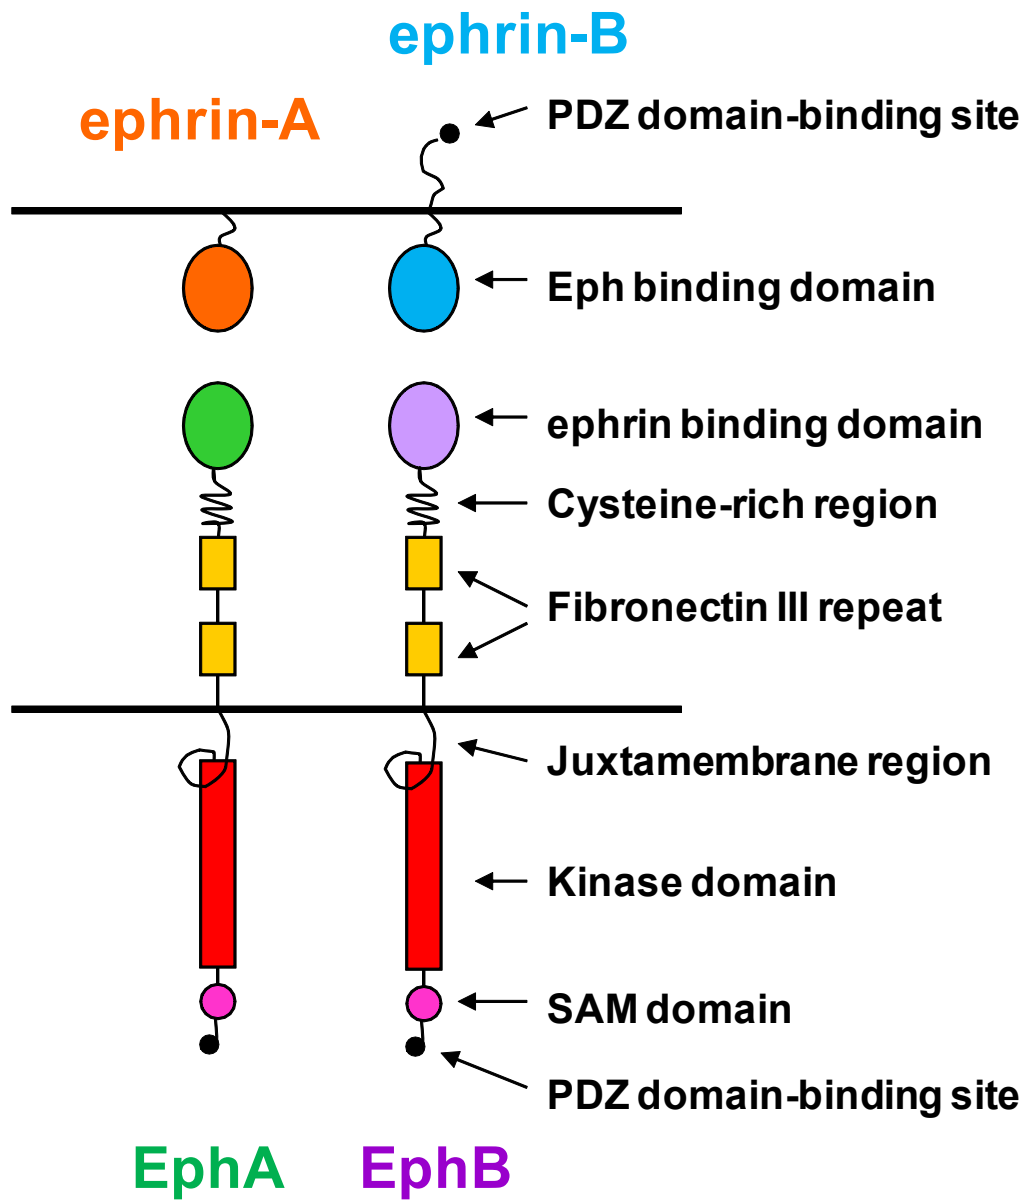 ephrin-B
ephrin-A
PDZ domain-binding site
Eph binding domain
ephrin binding domain
Cysteine-rich region
Fibronectin III repeat
Juxtamembrane region
Kinase domain
SAM domain
PDZ domain-binding site
EphA
EphB